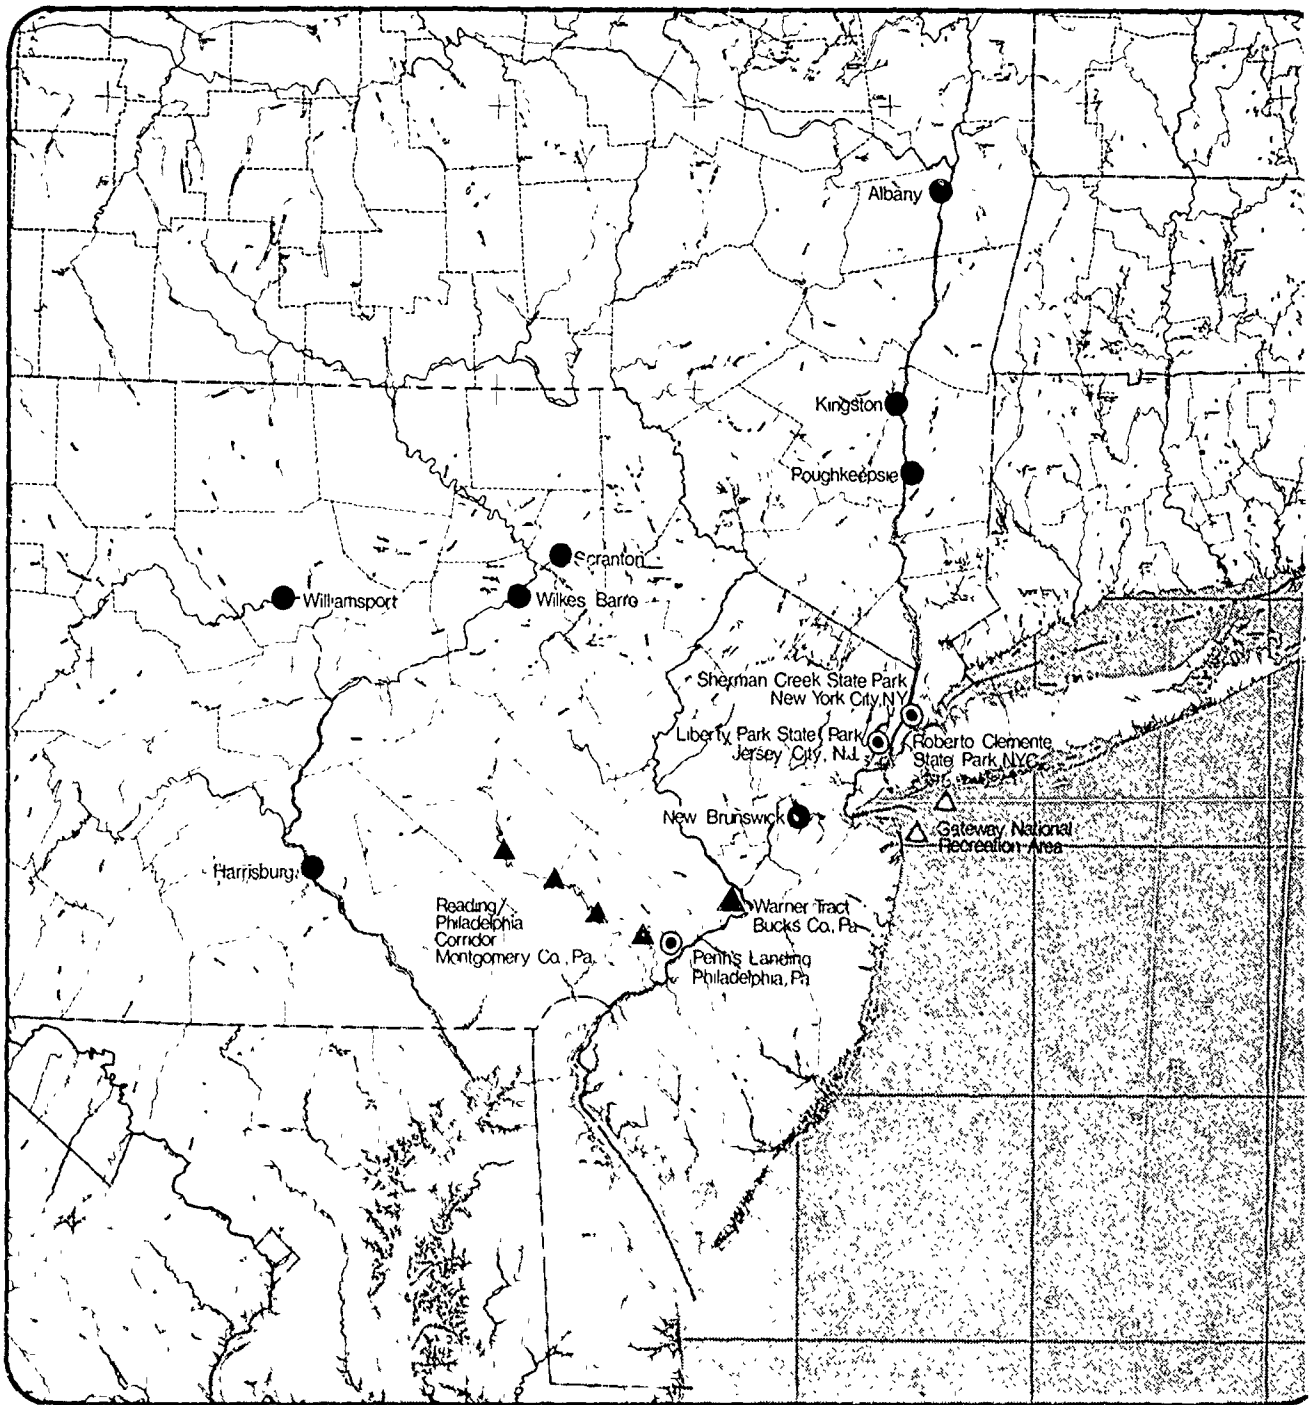 Albany
Kingston
Poughkeepsie
Scranton
Williamsport
Wilkes Barre
Sherman Creek State Park
New York City, NY
Liberty Park State Park
Jersey City, N.J.
Roberto Clemente
State Park, NYC
New Brunswick
Gateway National
Recreation Area
Harrisburg
Reading/
Philadelphia
Corridor
Montgomery Co., Pa.
Warner Tract
Bucks Co., Pa
Penn's Landing
Philadelphia, Pa